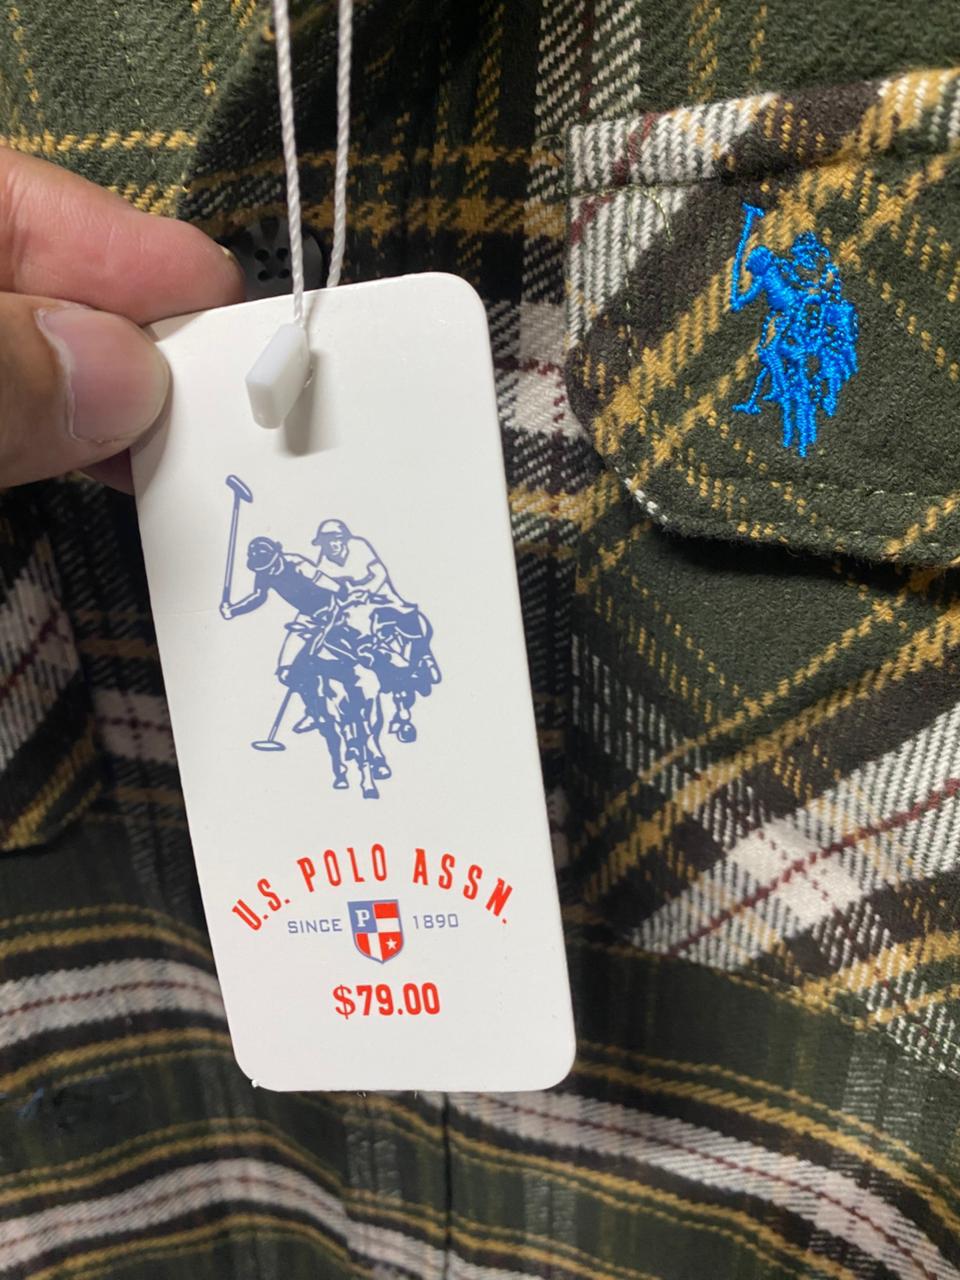 U.S. POLO ASSN.
SINCE P 1890
$79.00